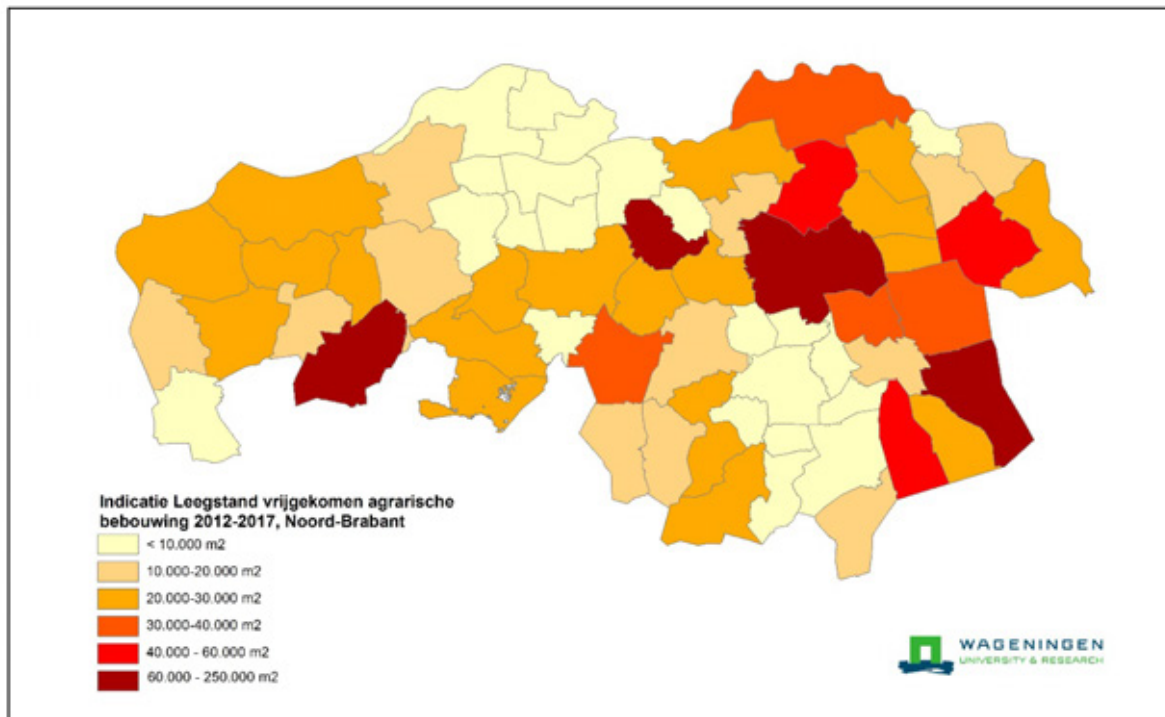 Indicatie Leegstand vrijgekomen agrarische
bebouwing 2012-2017, Noord-Brabant
< 10.000 m2
10.000-20.000 m2
20.000-30.000 m2
30.000-40.000 m2
40.000 - 60.000 m2
60.000 - 250.000 m2
WAGENINGEN
UNIVERSITY & RESEARCH